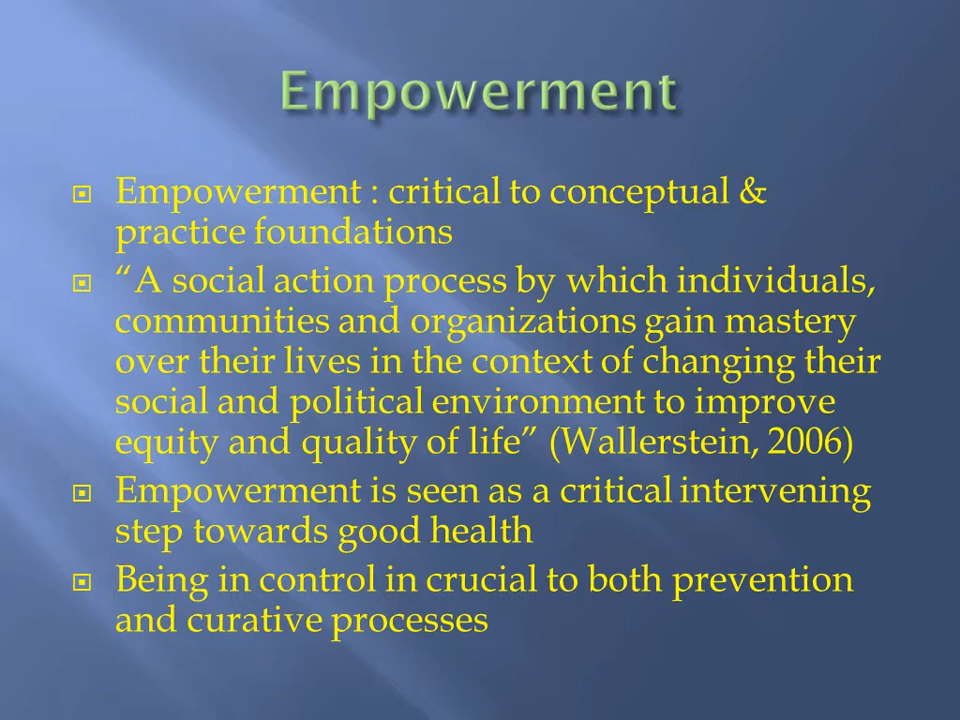 Empowerment
Empowerment : critical to conceptual &
practice foundations
“A social action process by which individuals,
communities and organizations gain mastery
over their lives in the context of changing their
social and political environment to improve
equity and quality of life” (Wallerstein, 2006)
Empowerment is seen as a critical intervening
step towards good health
Being in control in crucial to both prevention
and curative processes